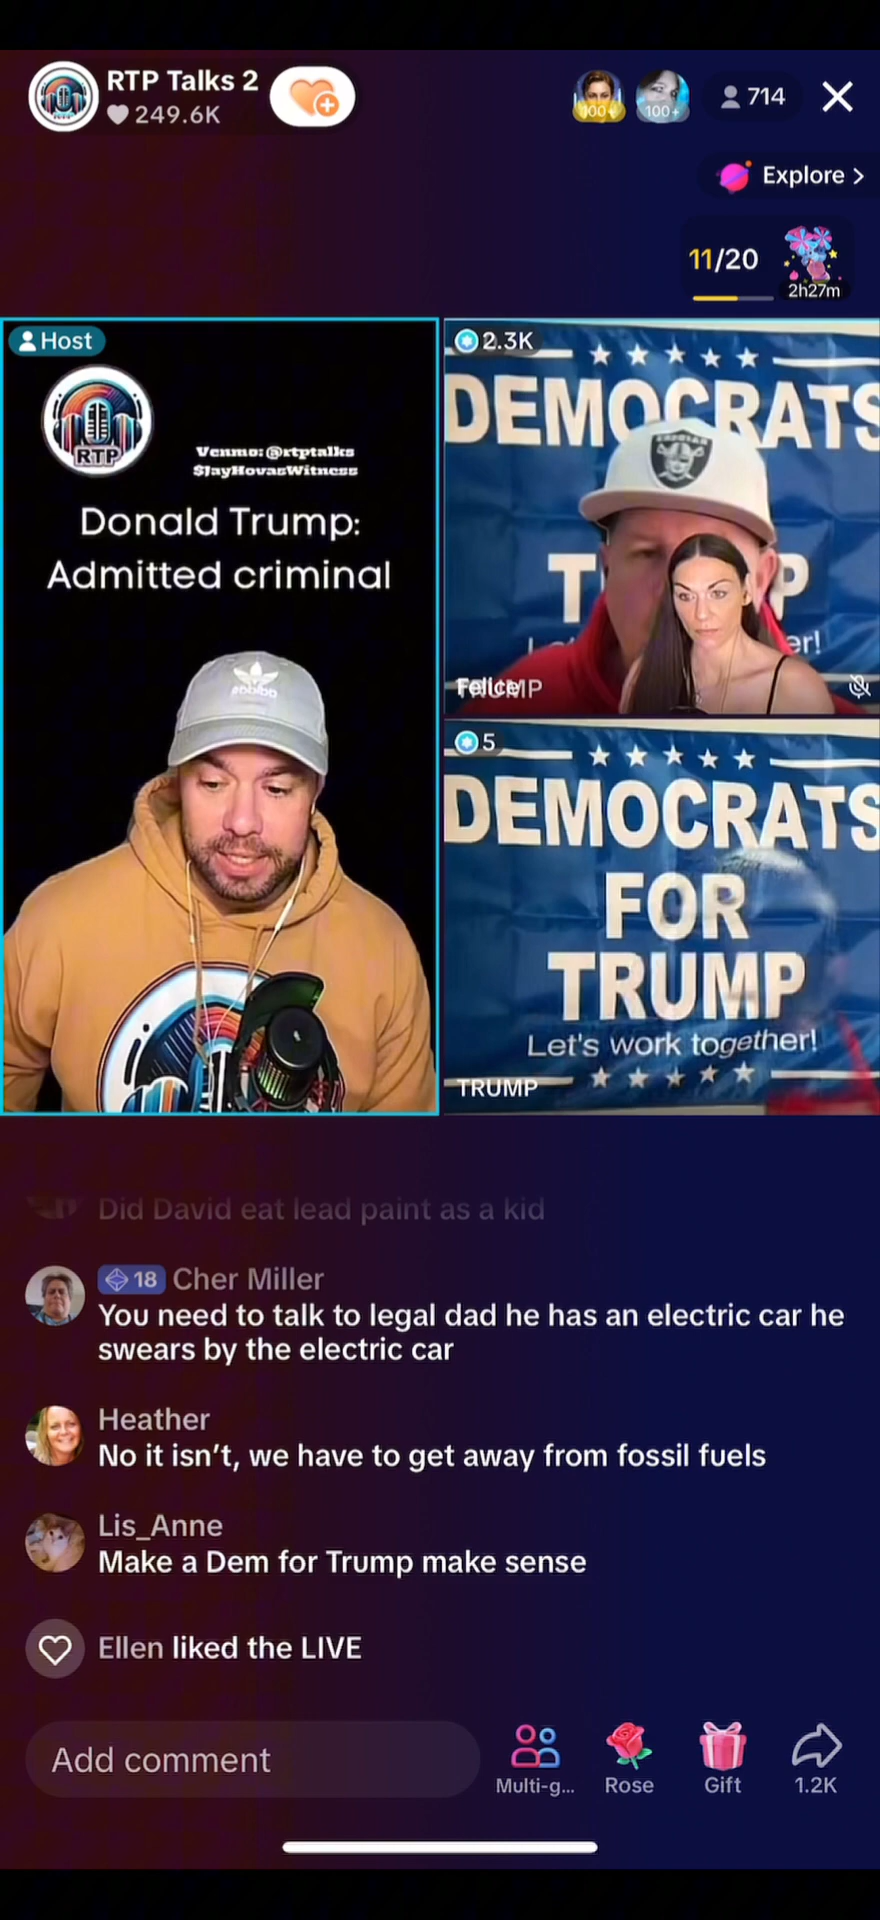 RTP Talks 2
249.6K
100+
100+
714
Explore >
11/20
2h27m
Host
RTP
Venmo: @rtptalks
$JayHovasWitness
Donald Trump:
Admitted criminal
adidas
2.3K
DEMOCRATS
RAIDERS
T P
er!
Felice
TRUMP
5
DEMOCRATS
FOR
TRUMP
Let's work together!
TRUMP
Did David eat lead paint as a kid
18 Cher Miller
You need to talk to legal dad he has an electric car he
swears by the electric car
Heather
No it isn't, we have to get away from fossil fuels
Lis_Anne
Make a Dem for Trump make sense
Ellen liked the LIVE
Add comment
Multi-g...
Rose
Gift
1.2K